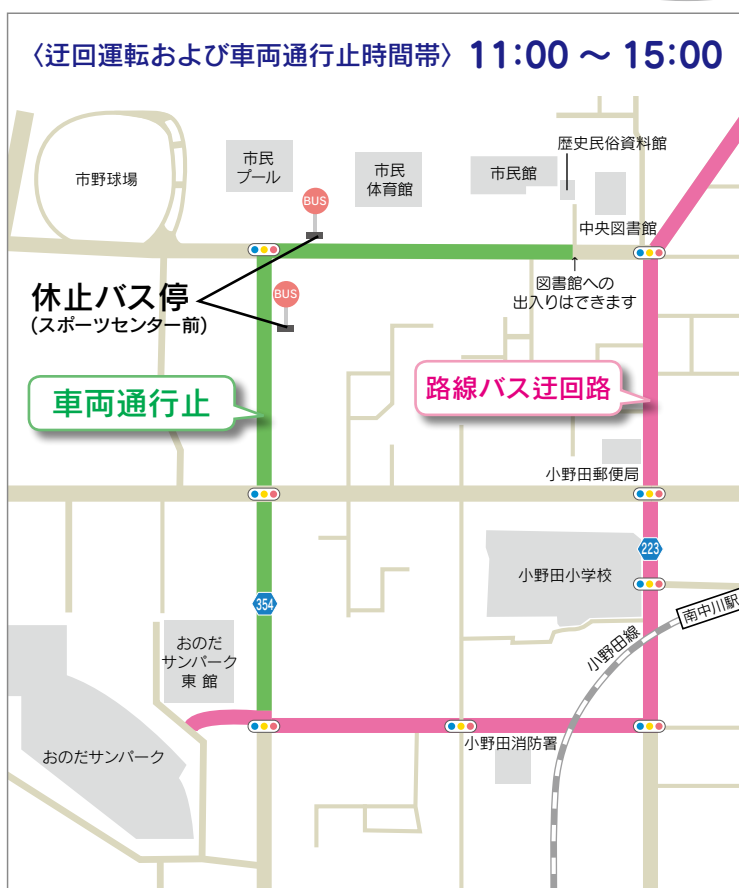 〈迂回運転および車両通行止時間帯〉 11:00 ～ 15:00
歴史民俗資料館
市民
プール
市民
体育館
市民館
市野球場
BUS
中央図書館
休止バス停
(スポーツセンター前)
BUS
↑
図書館への
出入りはできます
車両通行止
路線バス迂回路
小野田郵便局
223
小野田小学校
354
南中川駅
小野田線
おのだ
サンパーク
東 館
小野田消防署
おのだサンパーク